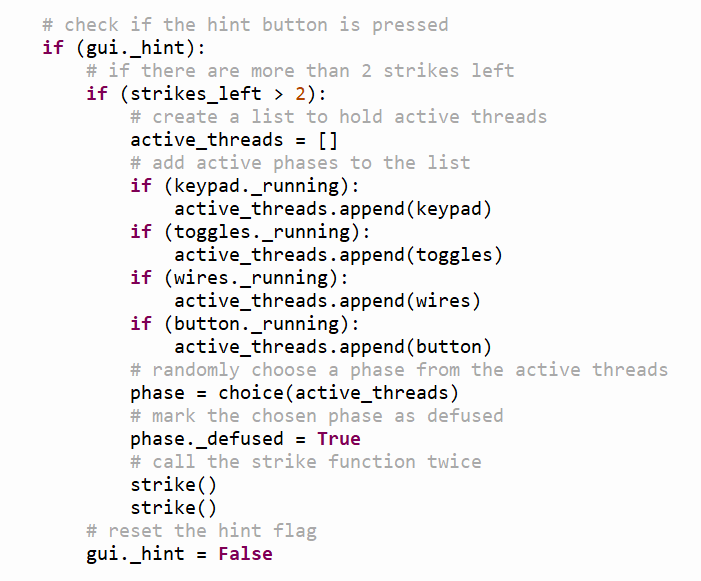 # check if the hint button is pressed
if (gui._hint):
    # if there are more than 2 strikes left
    if (strikes_left > 2):
        # create a list to hold active threads
        active_threads = []
        # add active phases to the list
        if (keypad._running):
            active_threads.append(keypad)
        if (toggles._running):
            active_threads.append(toggles)
        if (wires._running):
            active_threads.append(wires)
        if (button._running):
            active_threads.append(button)
        # randomly choose a phase from the active threads
        phase = choice(active_threads)
        # mark the chosen phase as defused
        phase._defused = True
        # call the strike function twice
        strike()
        strike()
    # reset the hint flag
    gui._hint = False